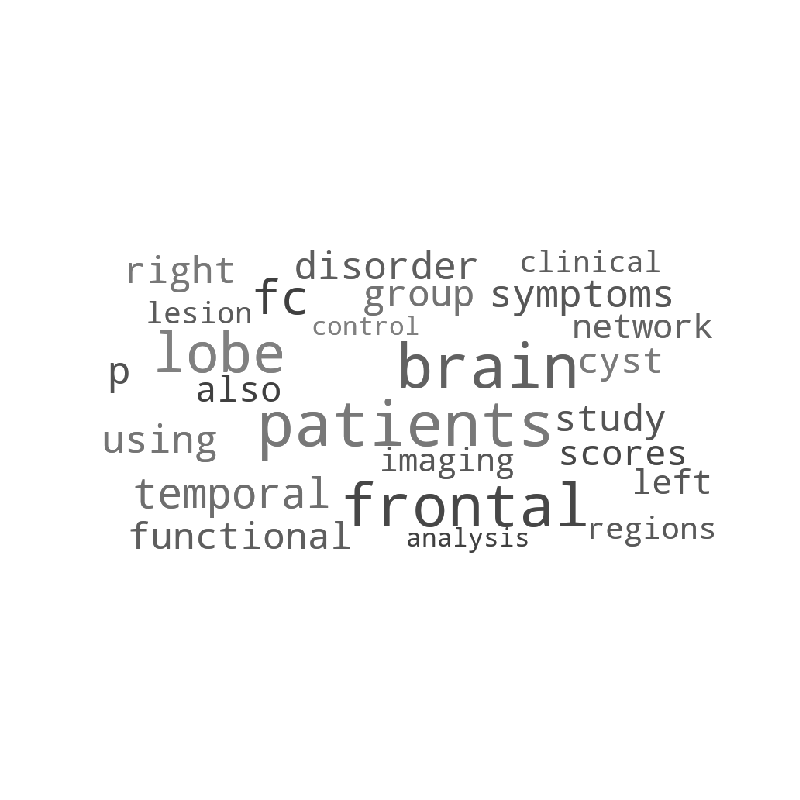 right disorder clinical
fc group symptoms
lesion control network
lobe brain cyst
p also
patients study
using imaging scores
temporal frontal left
functional analysis regions